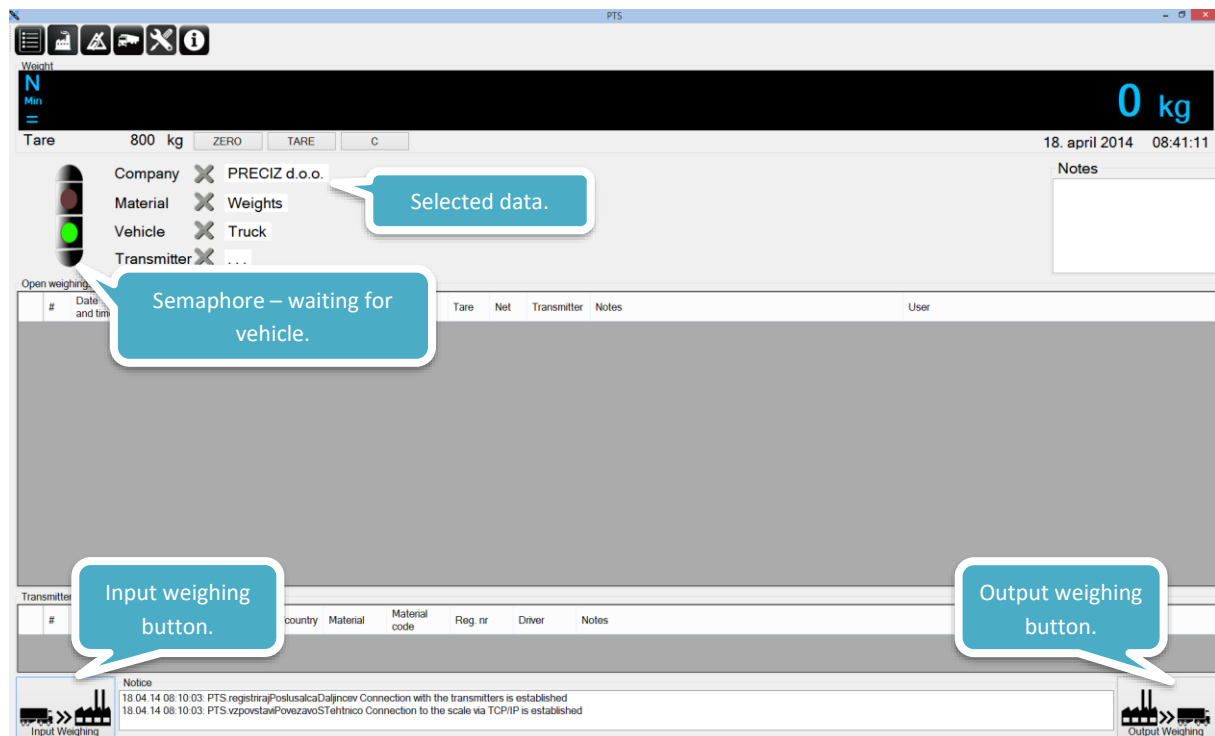 PTS
Weight
N
Min
=
0 kg
Tare 800 kg ZERO TARE C 18. april 2014 08:41:11
Company PRECIZ d.o.o.
Material Weights
Vehicle Truck
Transmitter . . .
Notes
Selected data.
Semaphore – waiting for
vehicle.
Open weighing
# Date
and time Tare Net Transmitter Notes User
Input weighing
button.
Output weighing
button.
Transmitter
# country Material Material
code Reg. nr Driver Notes
Notice
18.04.14 08:10:03: PTS.registrirajPoslusalcaDaljincev Connection with the transmitters is established
18.04.14 08:10:03: PTS.vzpostaviPovezavoSTehtnico Connection to the scale via TCP/IP is established
Input Weighing
Output Weighing